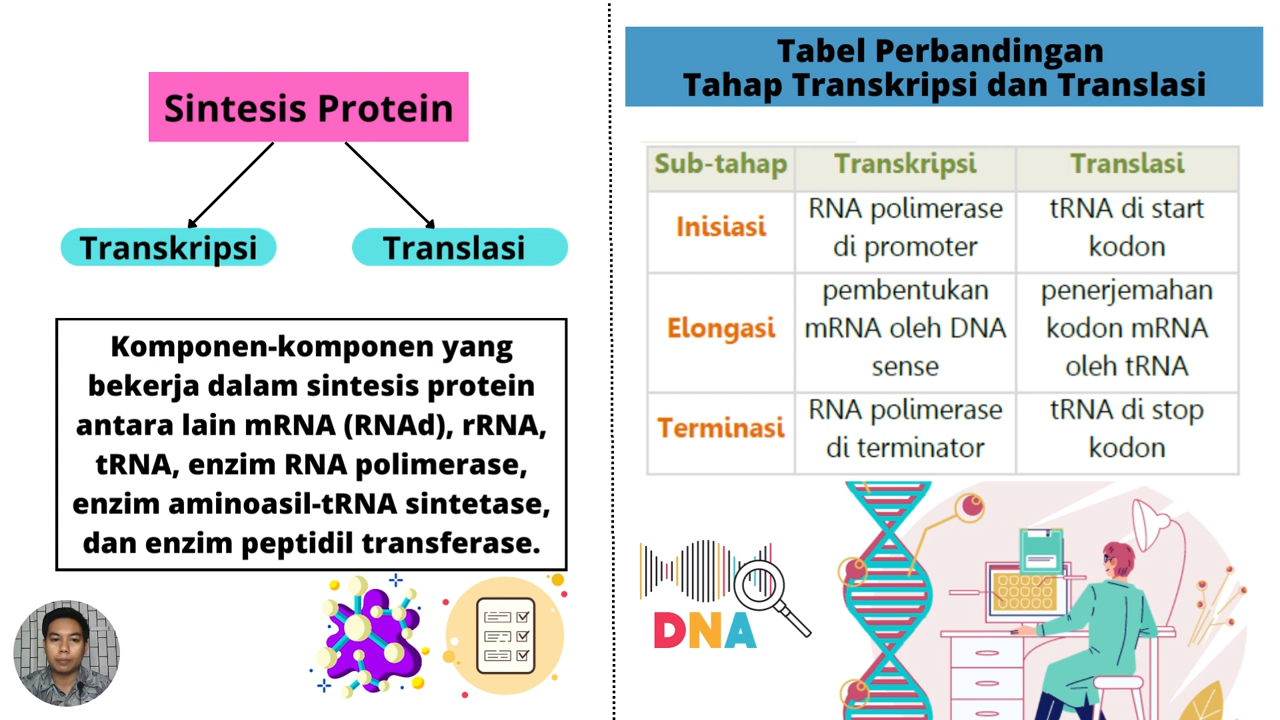 Sintesis Protein
Transkripsi
Translasi
Komponen-komponen yang
bekerja dalam sintesis protein
antara lain mRNA (RNAd), rRNA,
tRNA, enzim RNA polimerase,
enzim aminoasil-tRNA sintetase,
dan enzim peptidil transferase.
Tabel Perbandingan
Tahap Transkripsi dan Translasi
Sub-tahap Transkripsi Translasi
Inisiasi
RNA polimerase
di promoter
tRNA di start
kodon
Elongasi
pembentukan
mRNA oleh DNA
sense
penerjemahan
kodon mRNA
oleh tRNA
Terminasi
RNA polimerase
di terminator
tRNA di stop
kodon
DNA